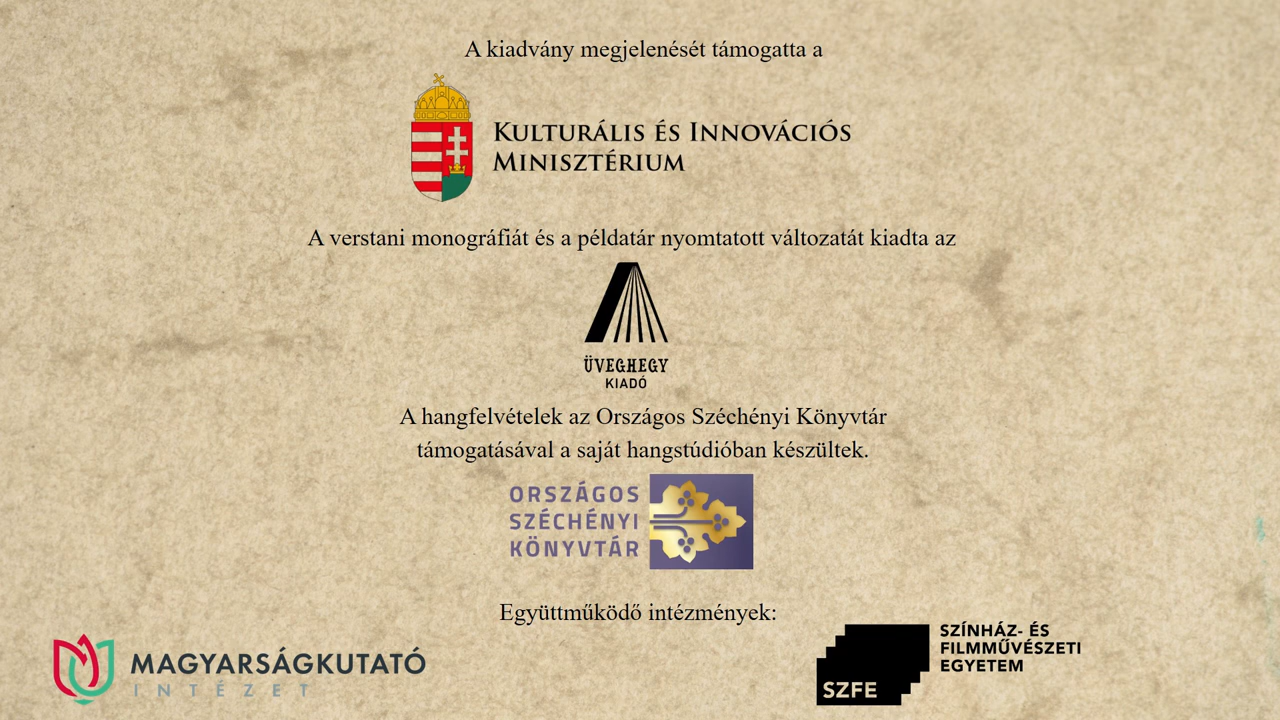 A kiadvány megjelenését támogatta a
Kulturális és Innovációs
Minisztérium
A verstani monográfiát és a példatár nyomtatott változatát kiadta az
ÜVEGHEGY
KIADÓ
A hangfelvételek az Országos Széchényi Könyvtár
támogatásával a saját hangstúdióban készültek.
ORSZÁGOS
SZÉCHÉNYI
KÖNYVTÁR
Együttműködő intézmények:
MAGYARSÁGKUTATÓ
INTÉZET
SZFE
SZÍNHÁZ- ÉS
FILMMŰVÉSZETI
EGYETEM